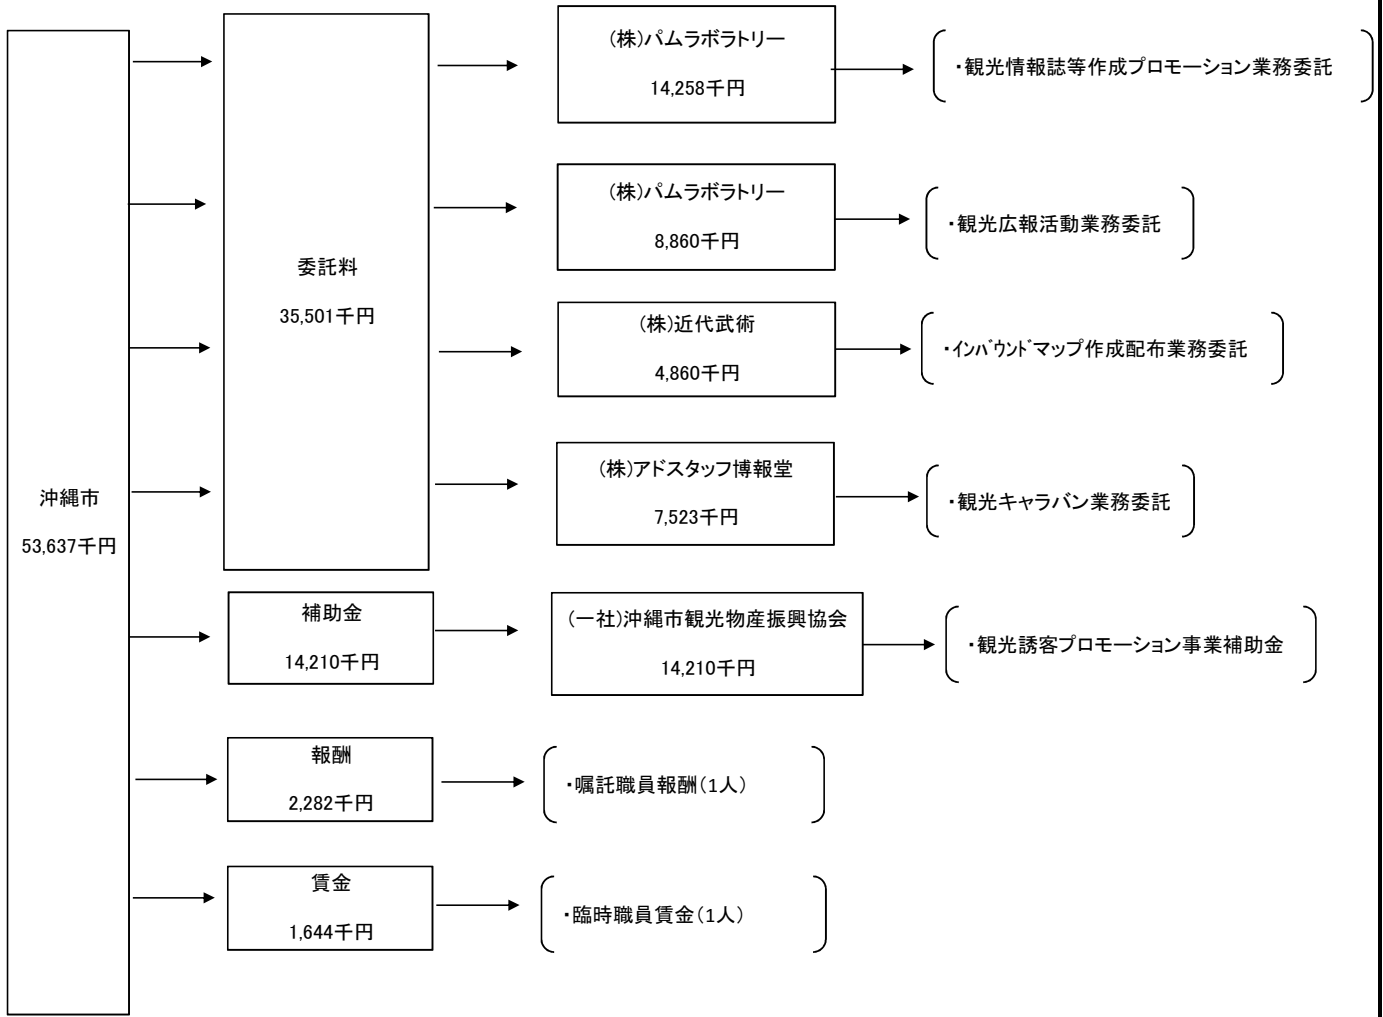 沖縄市
53,637千円
委託料
35,501千円
(株)パムラボラトリー
14,258千円
・観光情報誌等作成プロモーション業務委託
(株)パムラボラトリー
8,860千円
・観光広報活動業務委託
(株)近代武術
4,860千円
・ｲﾝﾊﾞｳﾝﾄﾞマップ作成配布業務委託
(株)アドスタッフ博報堂
7,523千円
・観光キャラバン業務委託
補助金
14,210千円
(一社)沖縄市観光物産振興協会
14,210千円
・観光誘客プロモーション事業補助金
報酬
2,282千円
・嘱託職員報酬(1人)
賃金
1,644千円
・臨時職員賃金(1人)